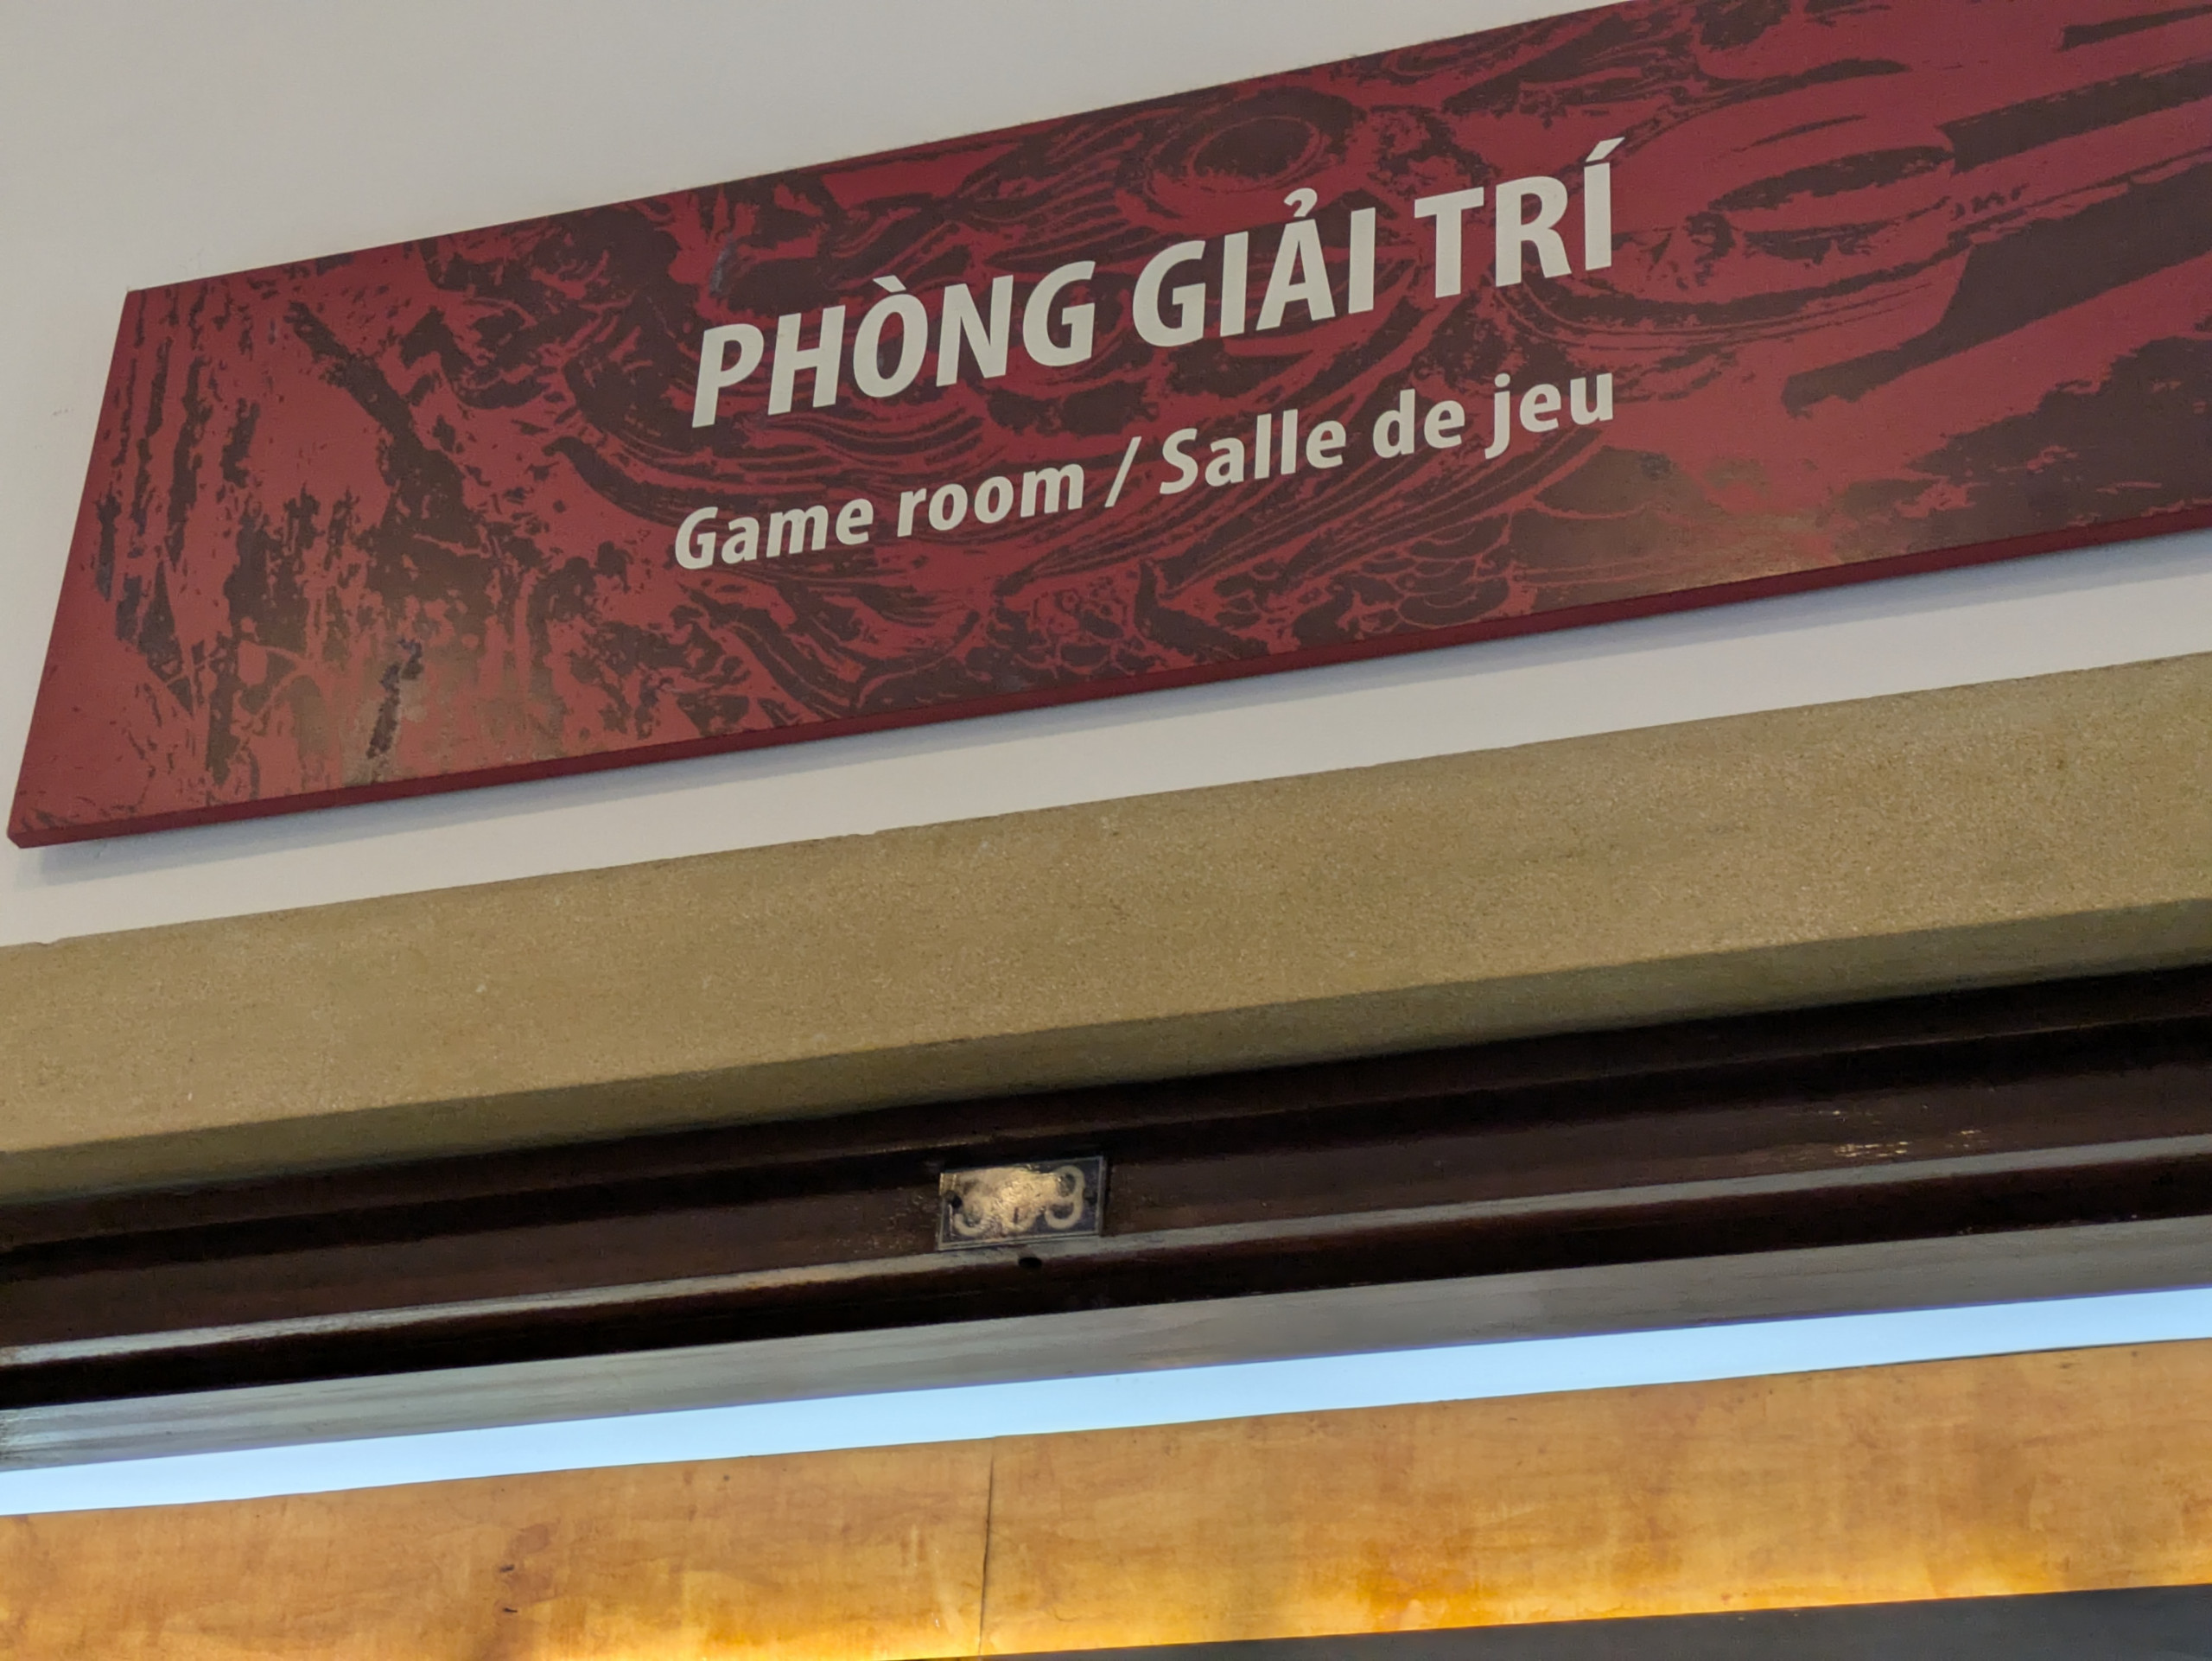 PHÒNG GIẢI TRÍ
Game room / Salle de jeu